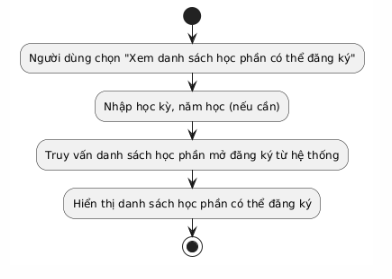 Người dùng chọn "Xem danh sách học phần có thể đăng ký"
Nhập học kỳ, năm học (nếu cần)
Truy vấn danh sách học phần mở đăng ký từ hệ thống
Hiển thị danh sách học phần có thể đăng ký